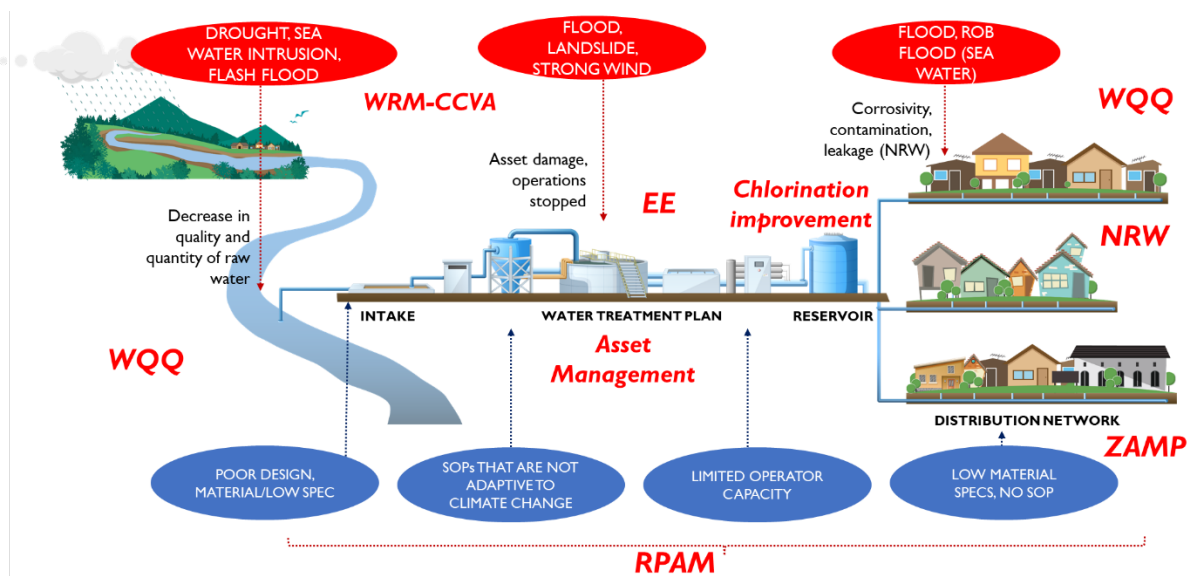 DROUGHT, SEA
WATER INTRUSION,
FLASH FLOOD
FLOOD,
LANDSLIDE,
STRONG WIND
FLOOD, ROB
FLOOD (SEA
WATER)
WRM-CCVA
WQQ
Corrosivity,
contamination,
leakage (NRW)
Asset damage,
operations
stopped
EE
Chlorination
improvement
Decrease in
quality and
quantity of raw
water
NRW
INTAKE
WATER TREATMENT PLAN
RESERVOIR
WQQ
Asset
Management
DISTRIBUTION NETWORK
ZAMP
POOR DESIGN,
MATERIAL/LOW SPEC
SOPs THAT ARE NOT
ADAPTIVE TO
CLIMATE CHANGE
LIMITED OPERATOR
CAPACITY
LOW MATERIAL
SPECS, NO SOP
RPAM